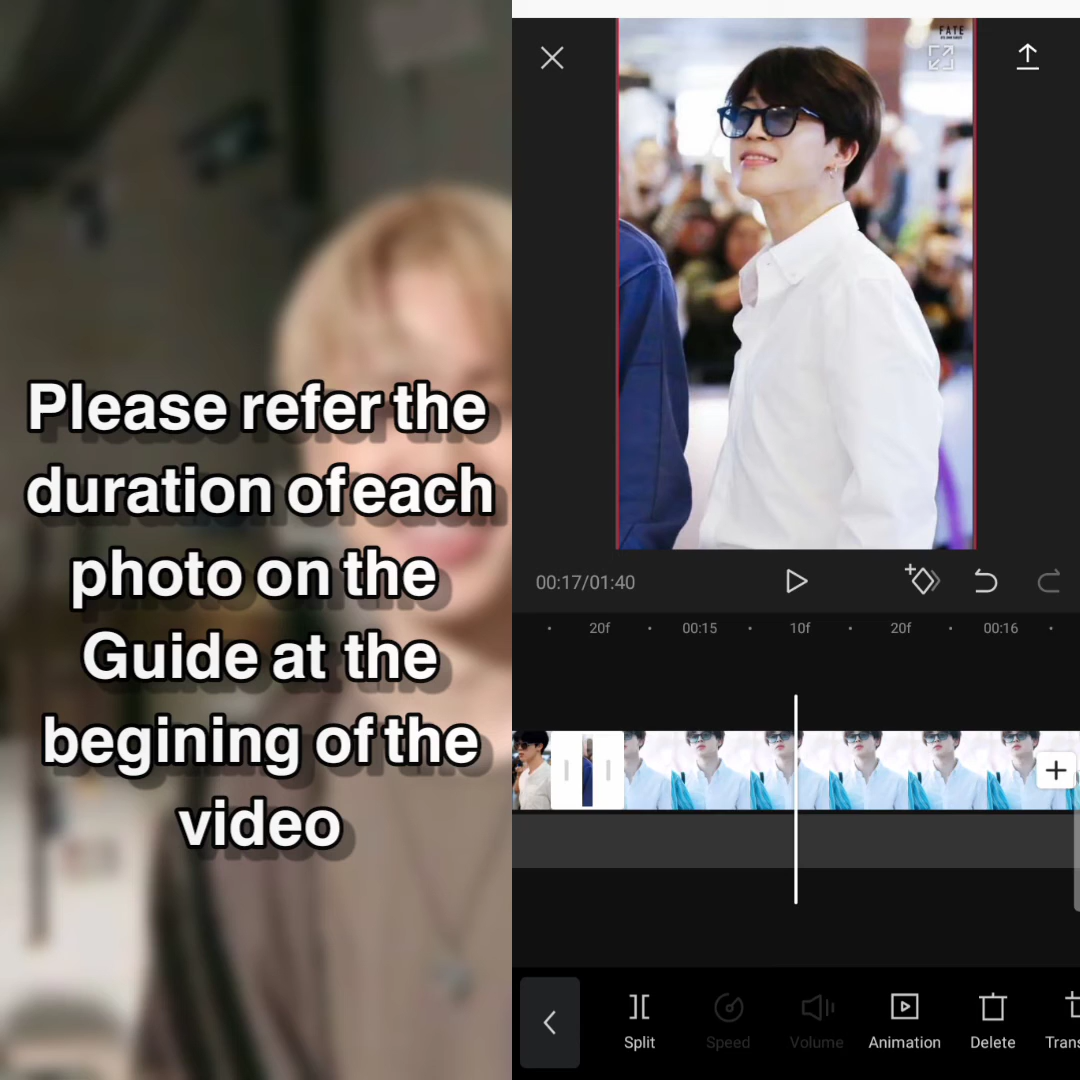 Please refer the
duration of each
photo on the
Guide at the
begining of the
video
FATE
00:17/01:40
20f
00:15
10f
20f
00:16
Split
Speed
Volume
Animation
Delete
Trans